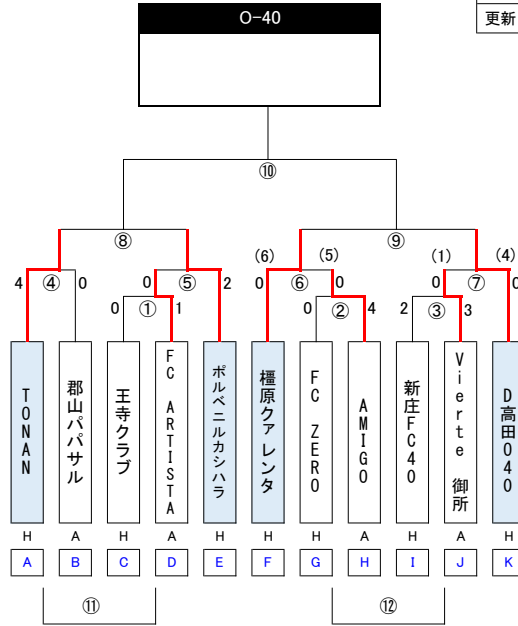 O-40
更新
⑩
⑧
⑨
(6)
(5)
(1)
(4)
4
④
0
0
⑤
2
0
⑥
0
0
⑦
0
0
①
1
0
②
4
2
③
3
TONAN
郡山パパサル
王寺クラブ
FC ARTISTA
ポルベニルカシハラ
橿原クアレンタ
FC ZERO
AMIGO
新庄FC40
Vierte 御所
D高田O40
H
A
H
A
H
H
H
A
H
A
H
A
B
C
D
E
F
G
H
I
J
K
⑪
⑫